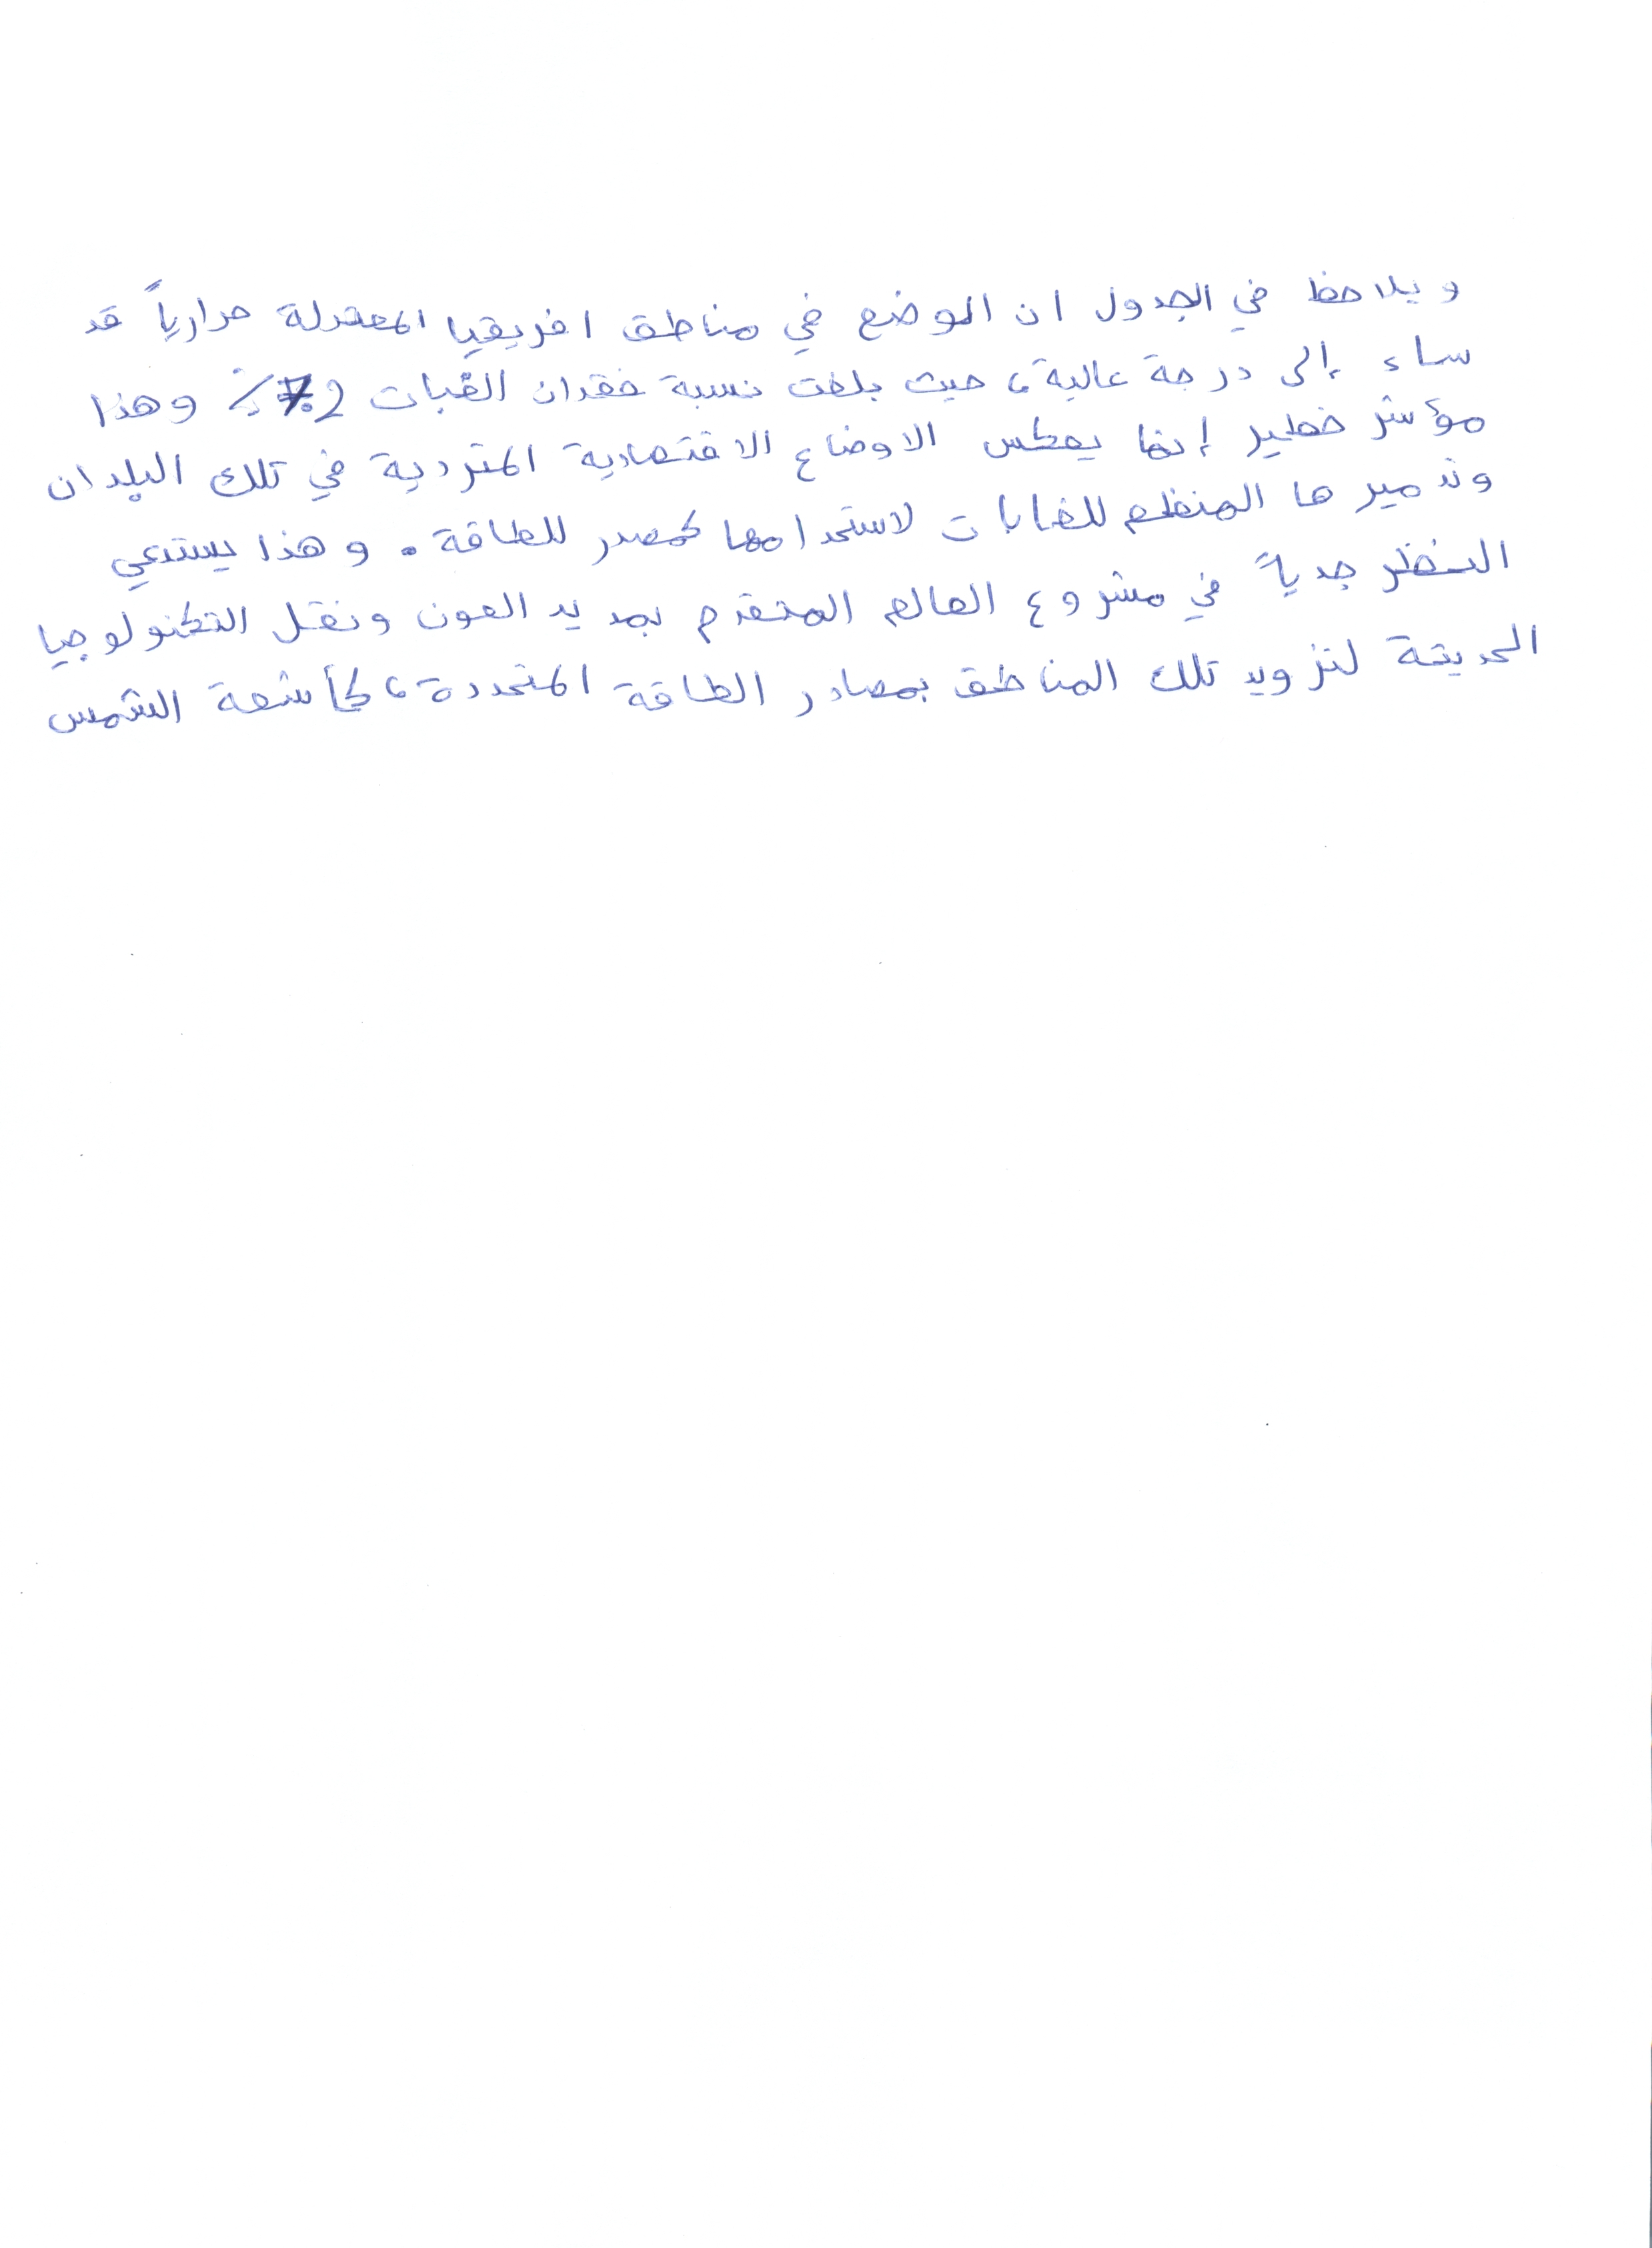 ويلاحظ في الجدول ان الوضع في مناطق افريقيا المعتدلة حرارياً قد
ساء إلى درجة عالية، حيث بلغت نسبة فقدان الغبات 2% وهذا
مؤشر خطير إنما يعكس الاوضاع الاقتصادية المتردية في تلك البلدان
وتدميرها المنظم للغابات لاستخدامها كمصدر للطاقة. وهذا يستدعي
النظر جدياً في مشروع العالم المتقدم بمد يد العون ونقل التكنولوجيا
الحديثة لتزويد تلك المناطق بمصادر الطاقة المتجددة، كأشعة الشمس